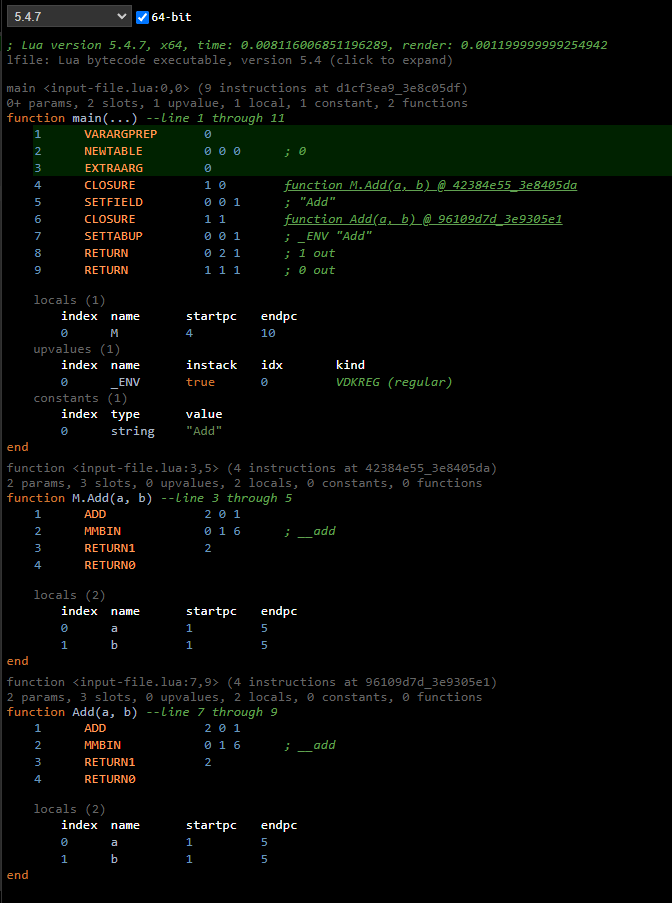 5.4.7 64-bit
; Lua version 5.4.7, x64, time: 0.008116006851196289, render: 0.001199999999254942
lfile: Lua bytecode executable, version 5.4 (click to expand)
main <input-file.lua:0,0> (9 instructions at d1cf3ea9_3e8c05df)
0+ params, 2 slots, 1 upvalue, 1 local, 1 constant, 2 functions
function main(...) --line 1 through 11
1 VARARGPREP 0
2 NEWTABLE 0 0 0 ; 0
3 EXTRAARG 0
4 CLOSURE 1 0 function M.Add(a, b) @ 42384e55_3e8405da
5 SETFIELD 0 0 1 ; "Add"
6 CLOSURE 1 1 function Add(a, b) @ 96109d7d_3e9305e1
7 SETTABUP 0 0 1 ; _ENV "Add"
8 RETURN 0 2 1 ; 1 out
9 RETURN 1 1 1 ; 0 out
locals (1)
index name startpc endpc
0 M 4 10
upvalues (1)
index name instack idx kind
0 _ENV true 0 VDKREG (regular)
constants (1)
index type value
0 string "Add"
end
function <input-file.lua:3,5> (4 instructions at 42384e55_3e8405da)
2 params, 3 slots, 0 upvalues, 2 locals, 0 constants, 0 functions
function M.Add(a, b) --line 3 through 5
1 ADD 2 0 1
2 MMBIN 0 1 6 ; __add
3 RETURN1 2
4 RETURN0
locals (2)
index name startpc endpc
0 a 1 5
1 b 1 5
end
function <input-file.lua:7,9> (4 instructions at 96109d7d_3e9305e1)
2 params, 3 slots, 0 upvalues, 2 locals, 0 constants, 0 functions
function Add(a, b) --line 7 through 9
1 ADD 2 0 1
2 MMBIN 0 1 6 ; __add
3 RETURN1 2
4 RETURN0
locals (2)
index name startpc endpc
0 a 1 5
1 b 1 5
end